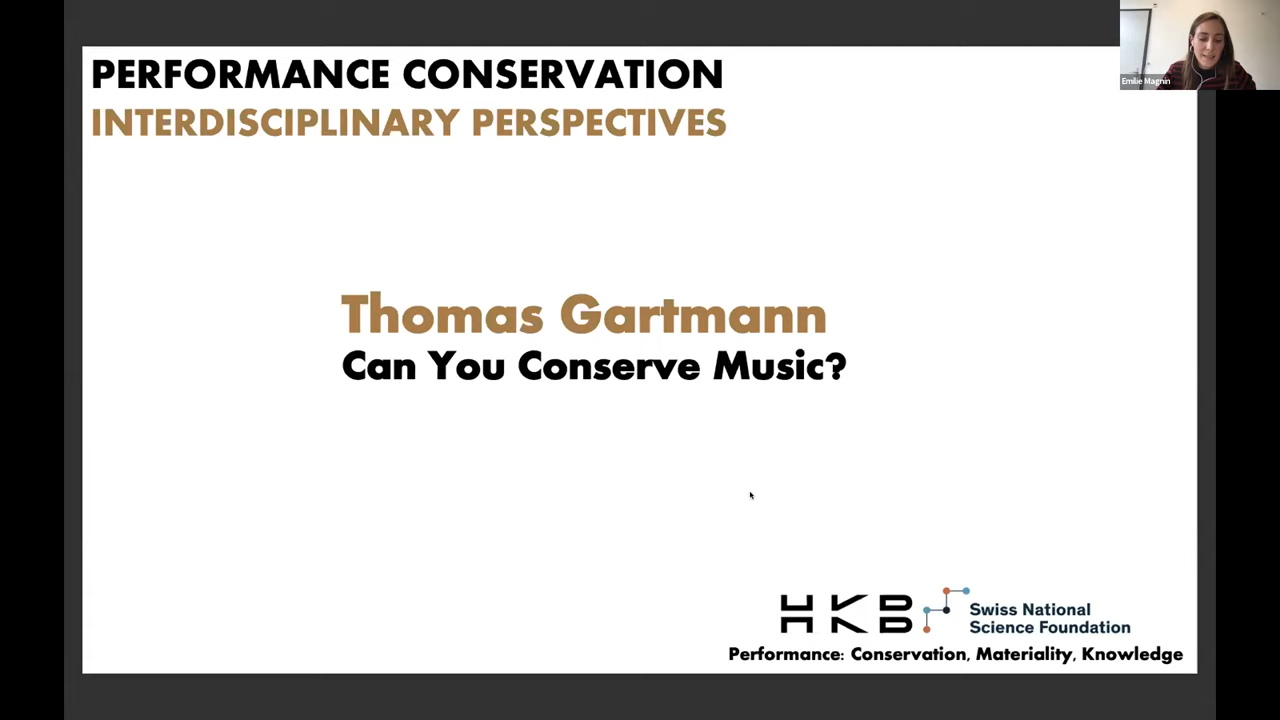 PERFORMANCE CONSERVATION
INTERDISCIPLINARY PERSPECTIVES
Emilie Magnin
Thomas Gartmann
Can You Conserve Music?
HKB
Swiss National
Science Foundation
Performance: Conservation, Materiality, Knowledge